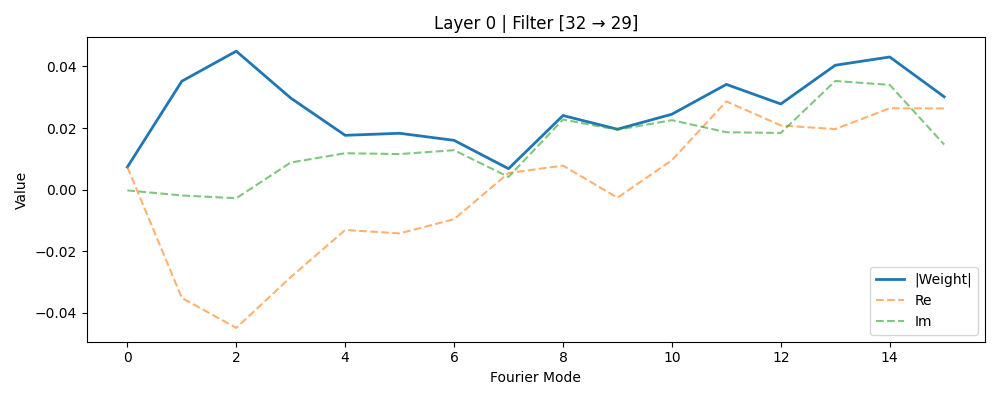 Layer 0 | Filter [32 → 29]
0.04
0.02
0.00
−0.02
−0.04
Value
0 2 4 6 8 10 12 14
Fourier Mode
|Weight|
Re
Im